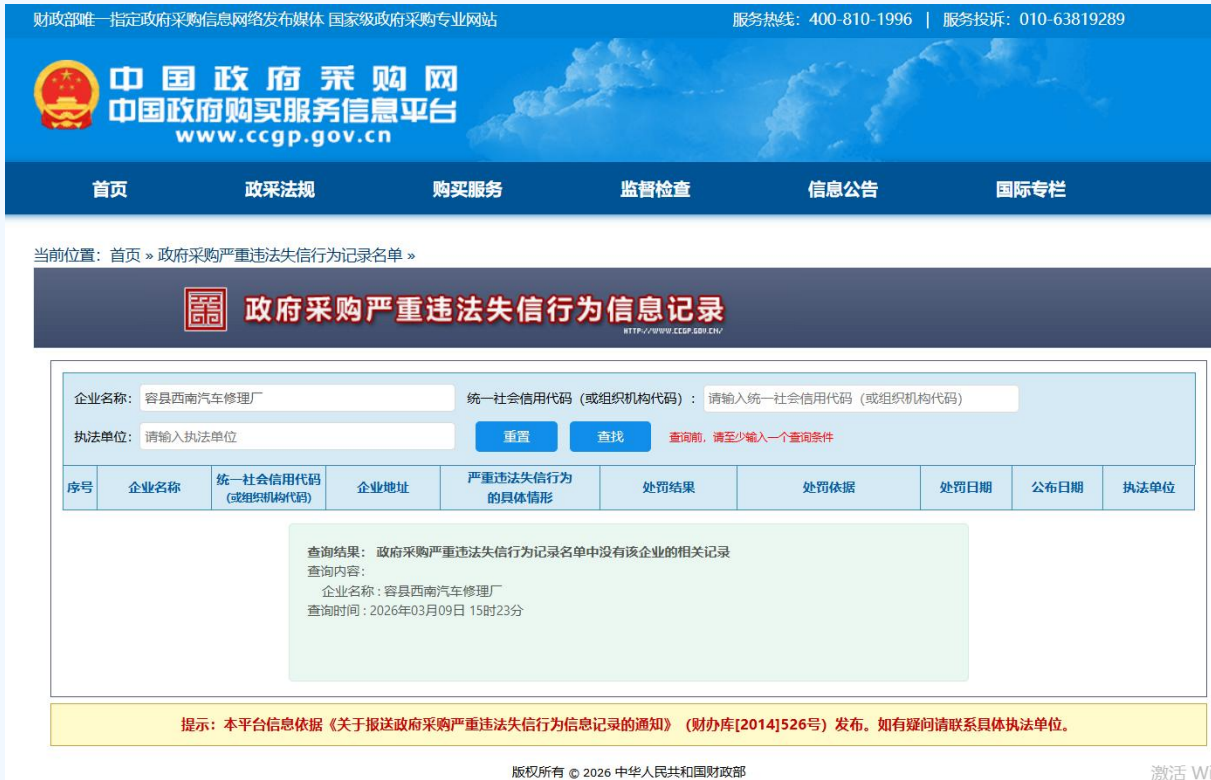 财政部唯一指定政府采购信息网络发布媒体 国家级政府采购专业网站
服务热线：400-810-1996 | 服务投诉：010-63819289
中国政府采购网
中国政府购买服务信息平台
www.ccgp.gov.cn
首页 政采法规 购买服务 监督检查 信息公告 国际专栏
当前位置：首页 » 政府采购严重违法失信行为记录名单 »
政府采购严重违法失信行为信息记录
HTTP://WWW.CCGP.GOV.CN/
企业名称：容县西南汽车修理厂 统一社会信用代码（或组织机构代码）：请输入统一社会信用代码（或组织机构代码）
执法单位：请输入执法单位 重置 查找 查询前，请至少输入一个查询条件
序号 企业名称 统一社会信用代码（或组织机构代码） 企业地址 严重违法失信行为的具体情形 处罚结果 处罚依据 处罚日期 公布日期 执法单位
查询结果： 政府采购严重违法失信行为记录名单中没有该企业的相关记录
查询内容：
企业名称 : 容县西南汽车修理厂
查询时间 : 2026年03月09日 15时23分
提示：本平台信息依据《关于报送政府采购严重违法失信行为信息记录的通知》（财办库[2014]526号）发布。如有疑问请联系具体执法单位。
版权所有 © 2026 中华人民共和国财政部
激活 Wi